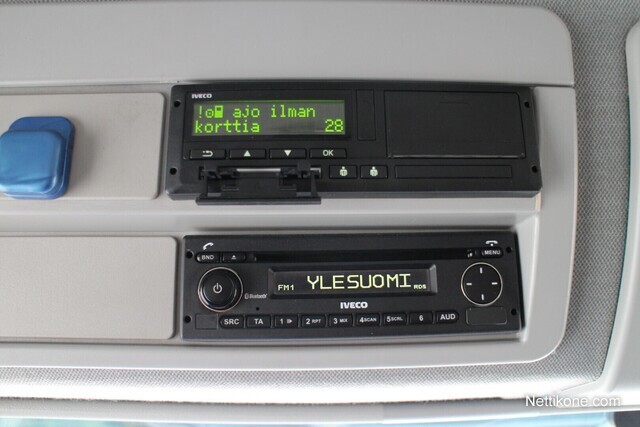 IVECO
! ajo ilman
korttia 28
OK
BND
MENU
FM1 YLESUOMI RDS
Bluetooth
IVECO
SRC TA 1 2 RPT 3 MIX 4 SCAN 5 SCRL 6 AUD
Nettikone.com